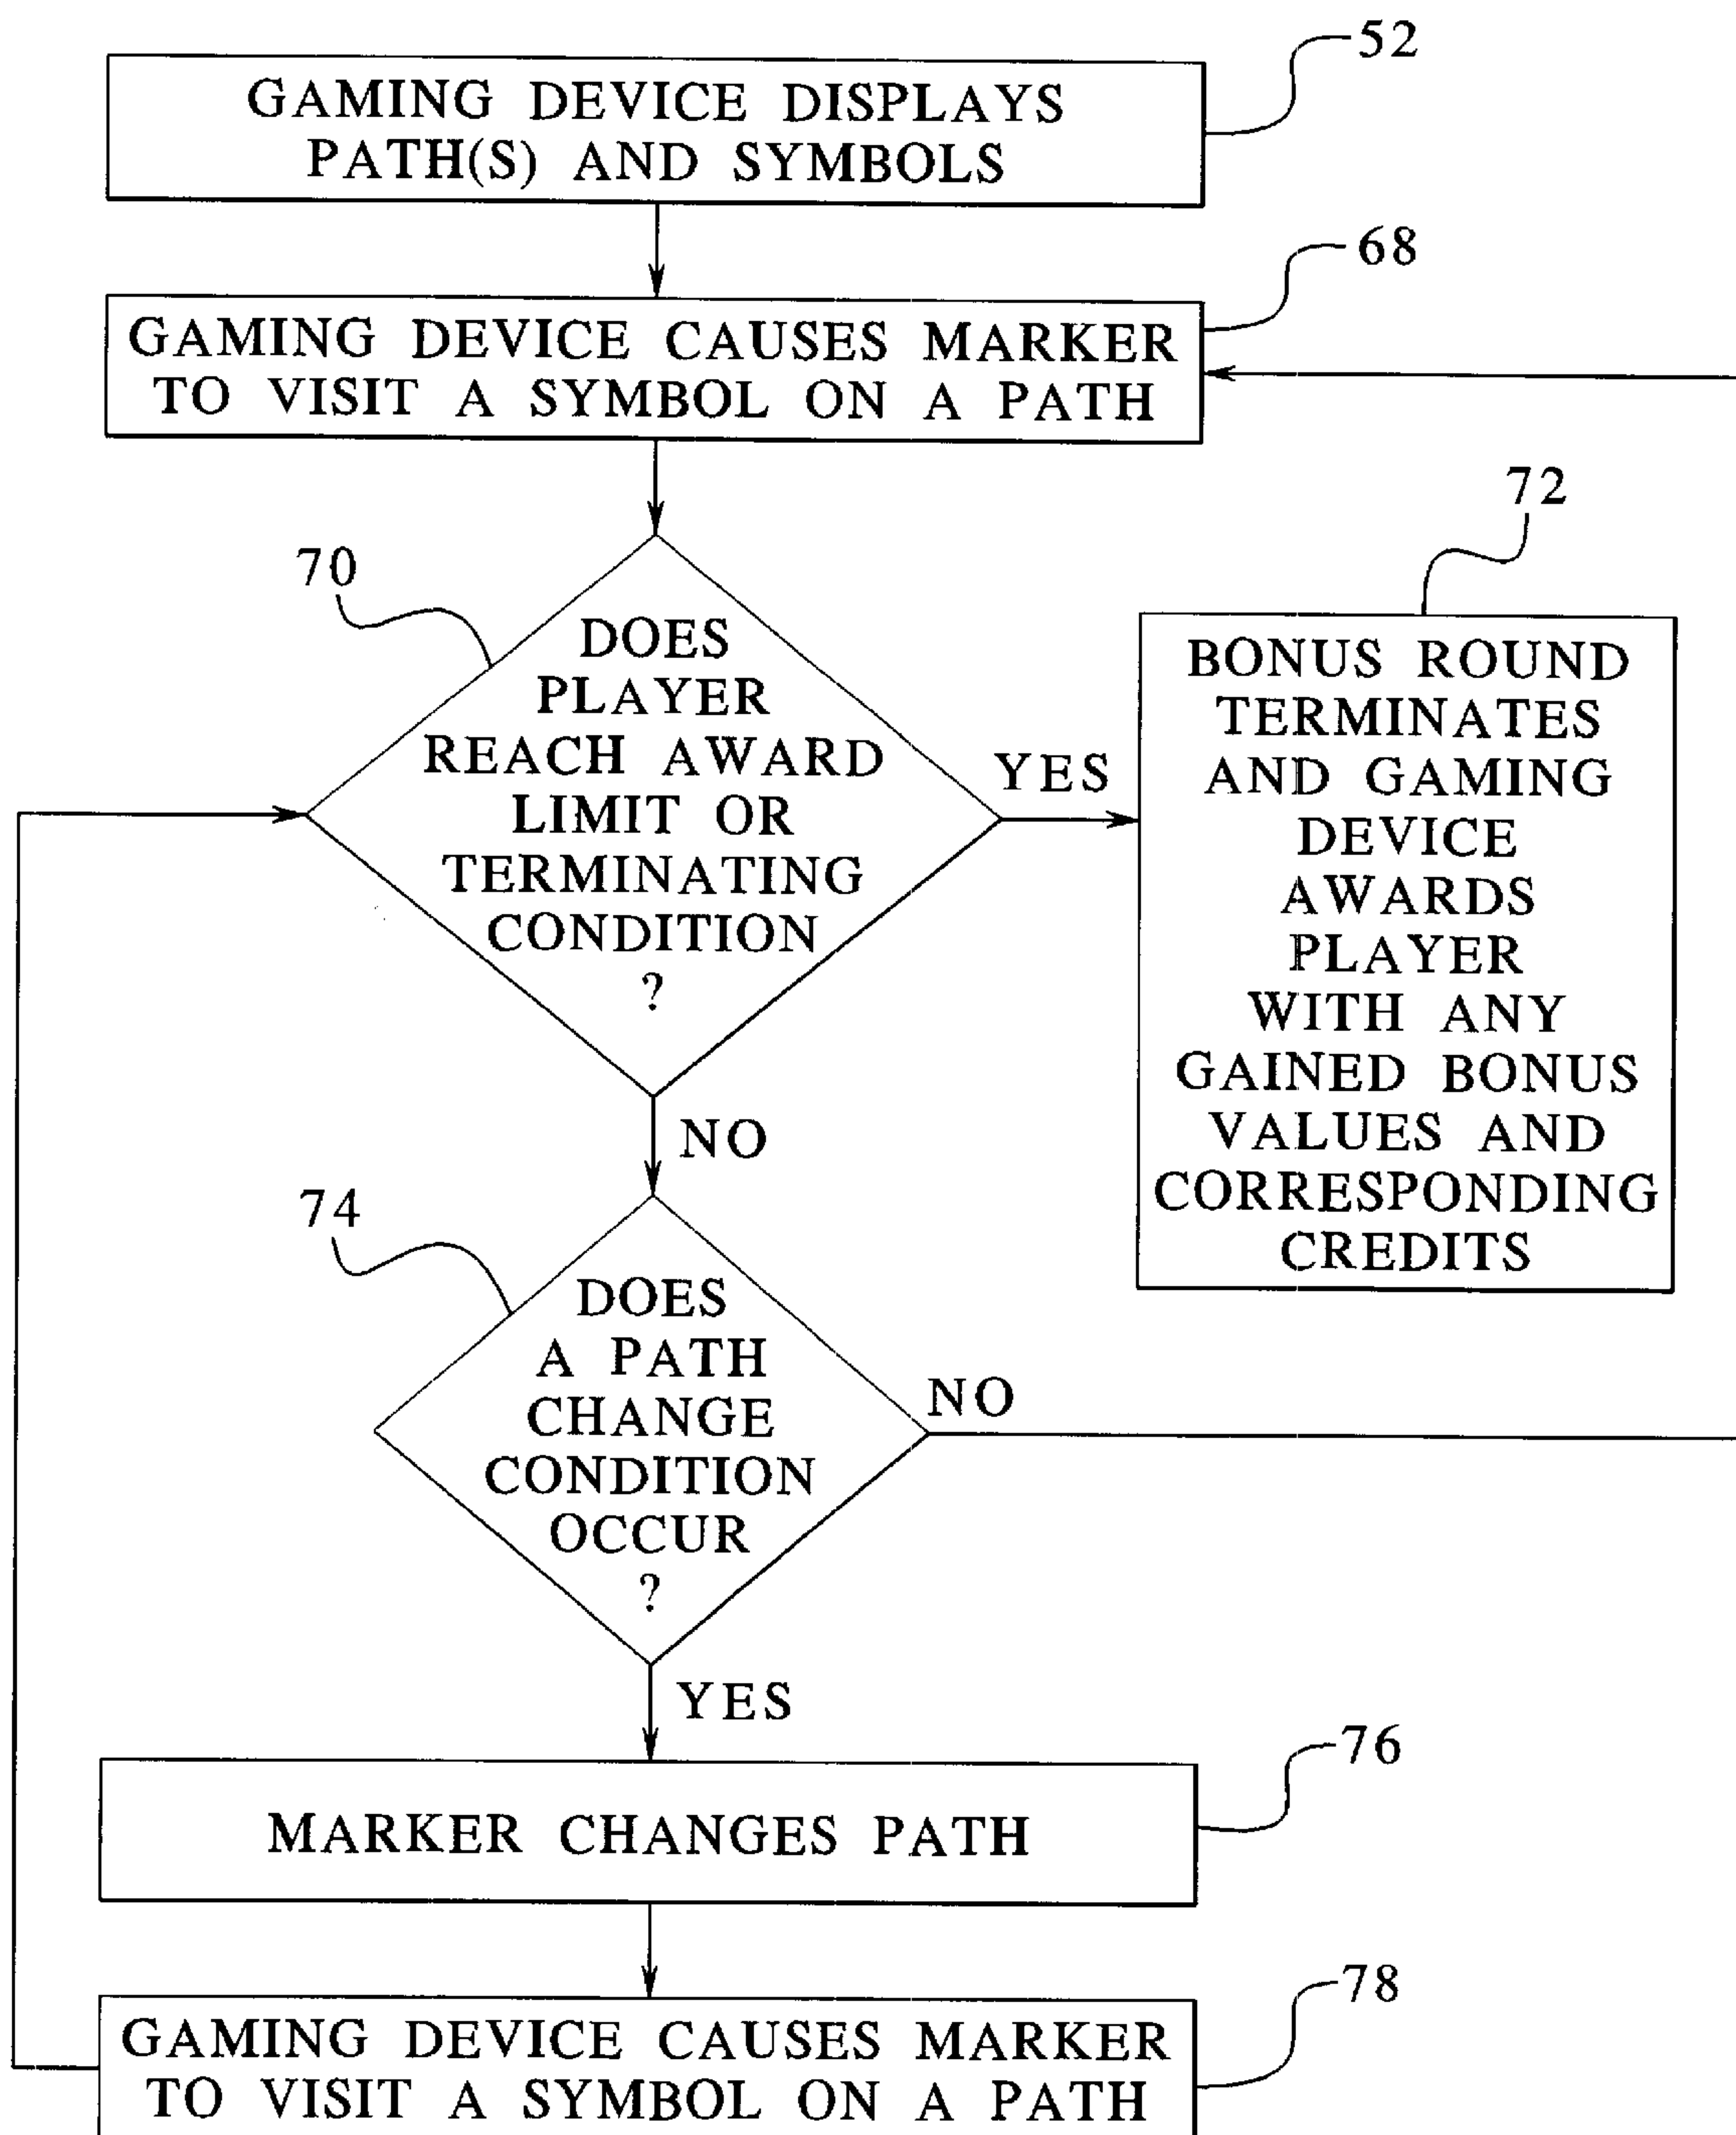 52
GAMING DEVICE DISPLAYS
PATH(S) AND SYMBOLS
68
GAMING DEVICE CAUSES MARKER
TO VISIT A SYMBOL ON A PATH
70
DOES
PLAYER
REACH AWARD
LIMIT OR
TERMINATING
CONDITION
?
YES
72
BONUS ROUND
TERMINATES
AND GAMING
DEVICE
AWARDS
PLAYER
WITH ANY
GAINED BONUS
VALUES AND
CORRESPONDING
CREDITS
NO
74
DOES
A PATH
CHANGE
CONDITION
OCCUR
?
NO
YES
76
MARKER CHANGES PATH
78
GAMING DEVICE CAUSES MARKER
TO VISIT A SYMBOL ON A PATH